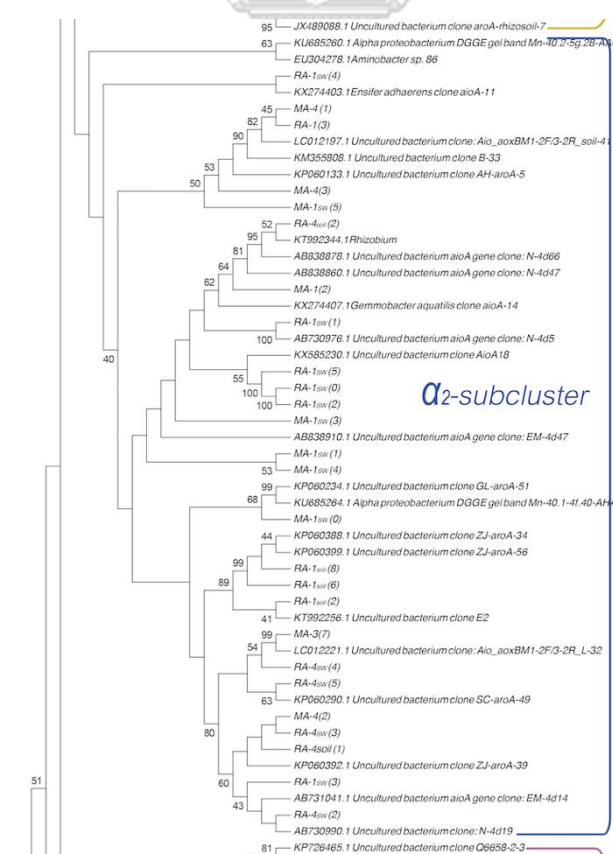 95 JX489088.1 Uncultured bacterium clone aroA-rhizosoil-7
63 KU685260.1 Alpha proteobacterium DGGE gel band Mn-40.2-5g.28-AA
EU304278.1 Aminobacter sp. 86
RA-1sw (4)
KX274403.1 Ensifer adhaerens clone aioA-11
45 MA-4 (1)
82 RA-1 (3)
90 LC012197.1 Uncultured bacterium clone: Aio_aoxBM1-2F/3-2R_soil-41
KM355808.1 Uncultured bacterium clone B-33
53 KP060133.1 Uncultured bacterium clone AH-aroA-5
50 MA-4(3)
MA-1sw (5)
52 RA-4soil (2)
95 KT992344.1 Rhizobium
81 AB838878.1 Uncultured bacterium aioA gene clone: N-4d66
64 AB838860.1 Uncultured bacterium aioA gene clone: N-4d47
62 MA-1(2)
KX274407.1 Gemmobacter aquatilis clone aioA-14
RA-1sw (1)
100 AB730976.1 Uncultured bacterium aioA gene clone: N-4d5
40 KX585230.1 Uncultured bacterium clone AioA18
55 RA-1sw (5)
100 RA-1sw (0)
100 RA-1sw (2)
α2-subcluster
MA-1sw (3)
AB838910.1 Uncultured bacterium aioA gene clone: EM-4d47
MA-1sw (1)
53 MA-1sw (4)
99 KP060234.1 Uncultured bacterium clone GL-aroA-51
68 KU685264.1 Alpha proteobacterium DGGE gel band Mn-40.1-4f.40-AH
MA-1sw (0)
44 KP060388.1 Uncultured bacterium clone ZJ-aroA-34
KP060399.1 Uncultured bacterium clone ZJ-aroA-56
99 RA-1soil (8)
89 RA-1soil (6)
RA-1soil (2)
41 KT992256.1 Uncultured bacterium clone E2
99 MA-3(7)
54 LC012221.1 Uncultured bacterium clone: Aio_aoxBM1-2F/3-2R_L-32
RA-4sw (4)
RA-4sw (5)
63 KP060290.1 Uncultured bacterium clone SC-aroA-49
MA-4(2)
80 RA-4sw (3)
RA-4soil (1)
KP060392.1 Uncultured bacterium clone ZJ-aroA-39
60 RA-1sw (3)
51 43 AB731041.1 Uncultured bacterium aioA gene clone: EM-4d14
RA-4sw (2)
AB730990.1 Uncultured bacterium clone: N-4d19
81 KP726465.1 Uncultured bacterium clone Q6658-2-3